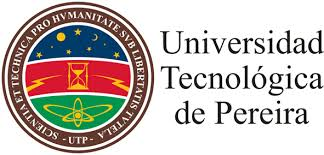 SCIENTIA ET TECHNICA PRO HVMANITATE SVB LIBERTATIS TVTELA
- UTP -
Universidad
Tecnológica
de Pereira